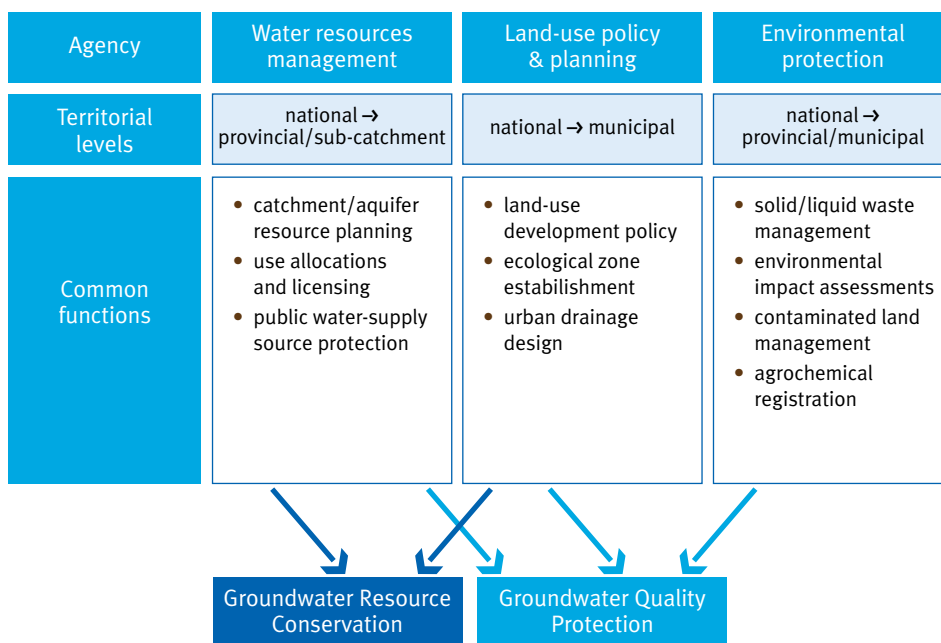 Agency
Water resources
management
Land-use policy
& planning
Environmental
protection
Territorial
levels
national →
provincial/sub-catchment
national → municipal
national →
provincial/municipal
Common
functions
• catchment/aquifer
resource planning
• use allocations
and licensing
• public water-supply
source protection
• land-use
development policy
• ecological zone
estabilishment
• urban drainage
design
• solid/liquid waste
management
• environmental
impact assessments
• contaminated land
management
• agrochemical
registration
Groundwater Resource
Conservation
Groundwater Quality
Protection